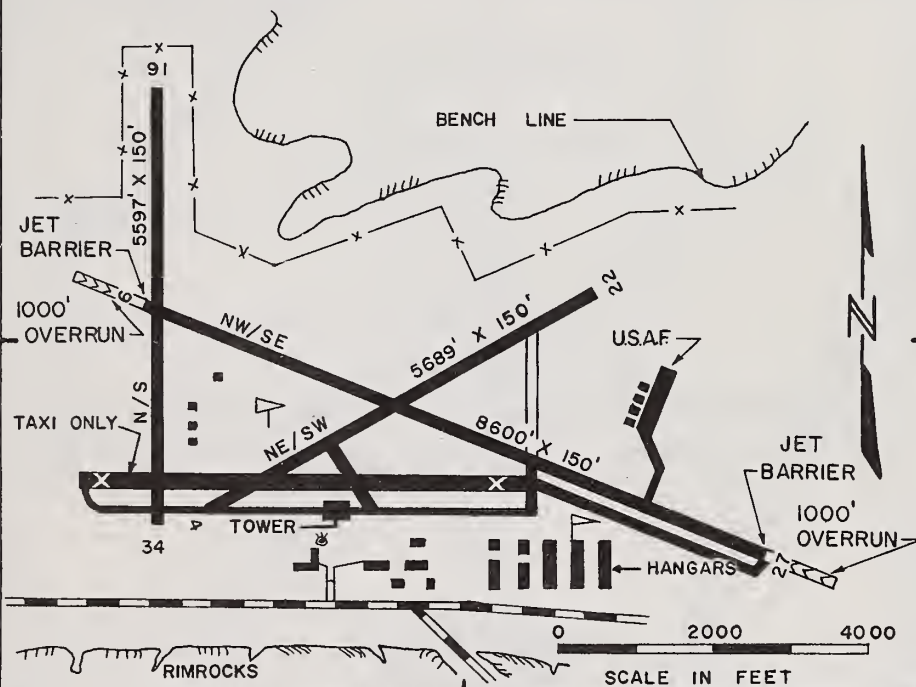 16
BENCH LINE
5597' X 150'
JET
BARRIER
9
1000'
OVERRUN
NW/SE
5689' X 150'
22
U.S.A.F.
N
N/S
TAXI ONLY
NE/SW
8600' X 150'
JET
BARRIER
X
X
4
TOWER
1000'
OVERRUN
34
27
HANGARS
0 2000 4000
RIMROCKS
SCALE IN FEET